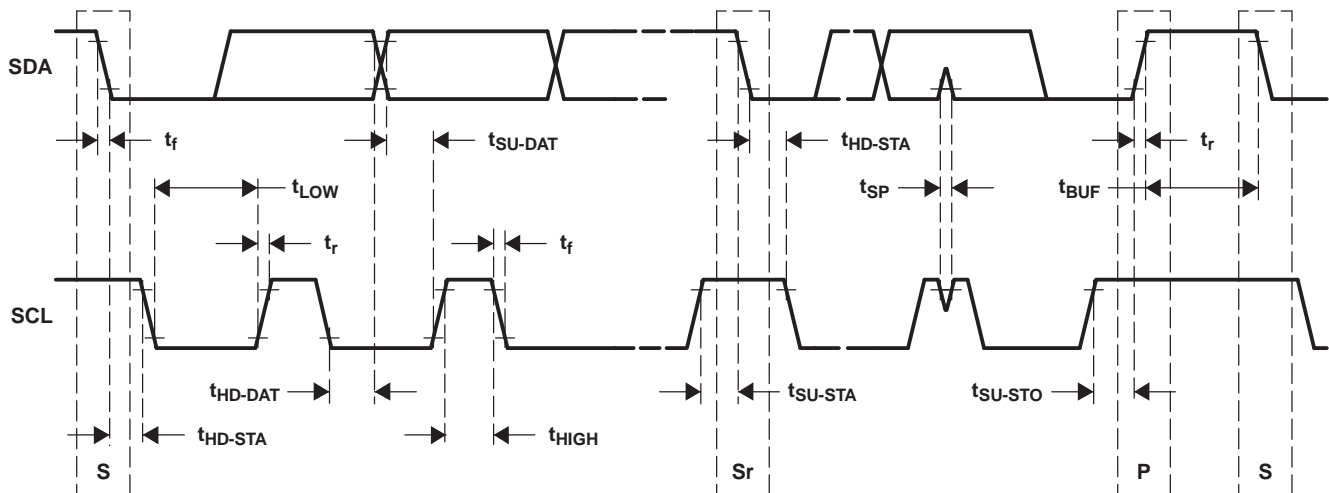 SDA
t_f
t_SU-DAT
t_HD-STA
t_r
t_LOW
t_SP
t_BUF
t_r
t_f
SCL
t_HD-DAT
t_SU-STA
t_SU-STO
t_HD-STA
t_HIGH
S
Sr
P
S